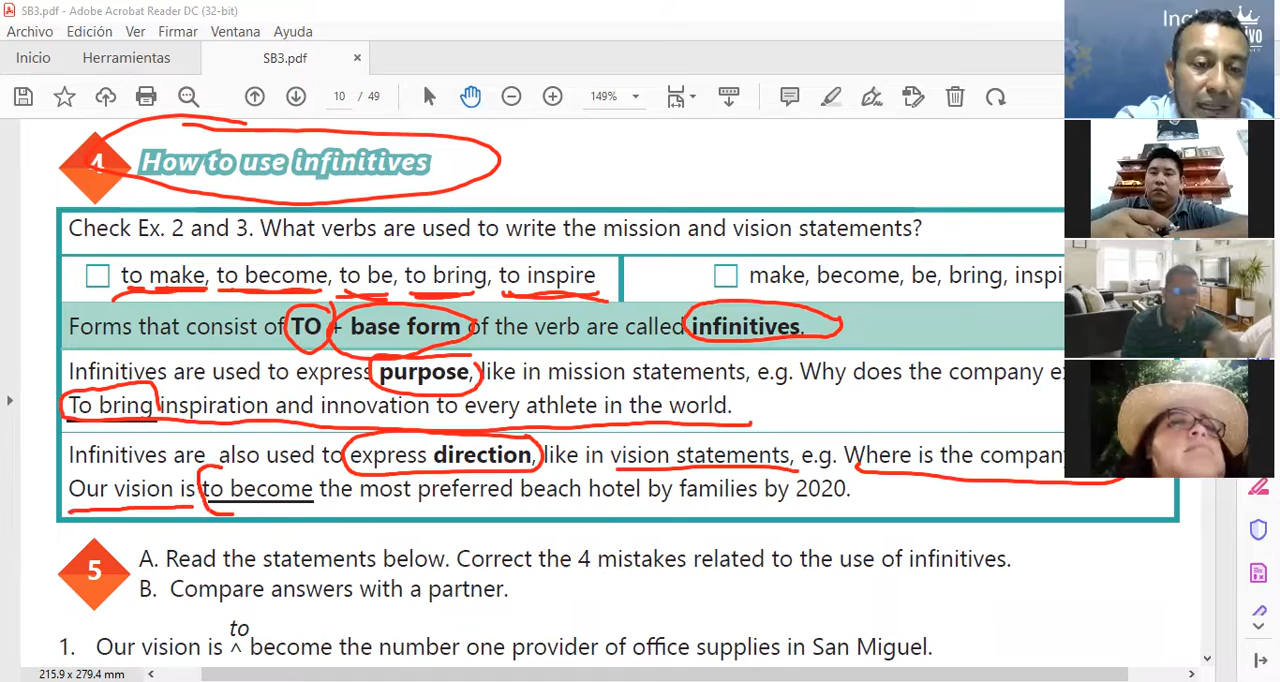 SB3.pdf - Adobe Acrobat Reader DC (32-bit)
Archivo Edición Ver Firmar Ventana Ayuda
Inicio Herramientas SB3.pdf ×
10 / 49 149%
4 How to use infinitives
Check Ex. 2 and 3. What verbs are used to write the mission and vision statements?
to make, to become, to be, to bring, to inspire make, become, be, bring, inspi
Forms that consist of TO + base form of the verb are called infinitives.
Infinitives are used to express purpose, like in mission statements, e.g. Why does the company e
To bring inspiration and innovation to every athlete in the world.
Infinitives are also used to express direction, like in vision statements, e.g. Where is the company
Our vision is to become the most preferred beach hotel by families by 2020.
5 A. Read the statements below. Correct the 4 mistakes related to the use of infinitives.
B. Compare answers with a partner.
to
1. Our vision is ^ become the number one provider of office supplies in San Miguel.
215.9 x 279.4 mm